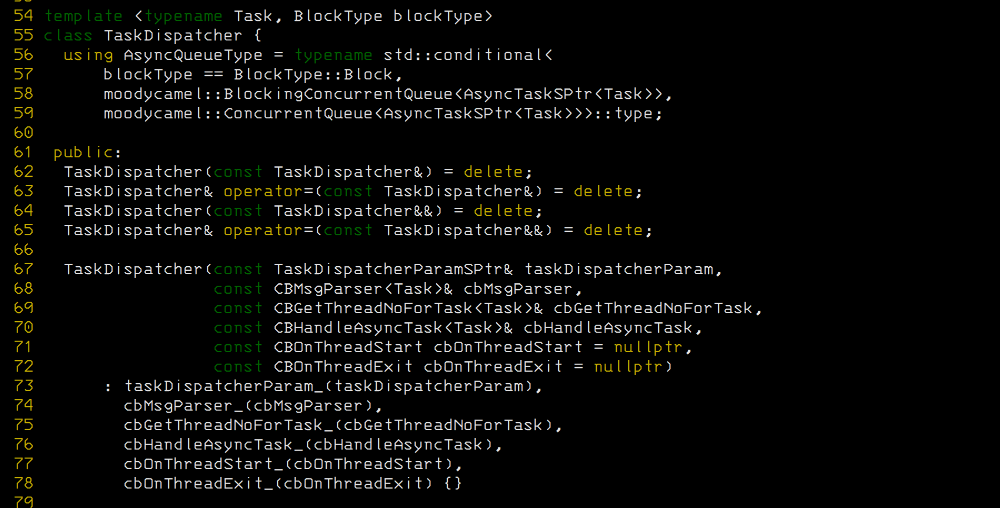 54 template <typename Task, BlockType blockType>
55 class TaskDispatcher {
56   using AsyncQueueType = typename std::conditional<
57       blockType == BlockType::Block,
58       moodycamel::BlockingConcurrentQueue<AsyncTaskSPtr<Task>>,
59       moodycamel::ConcurrentQueue<AsyncTaskSPtr<Task>>>::type;
60
61  public:
62   TaskDispatcher(const TaskDispatcher&) = delete;
63   TaskDispatcher& operator=(const TaskDispatcher&) = delete;
64   TaskDispatcher(const TaskDispatcher&&) = delete;
65   TaskDispatcher& operator=(const TaskDispatcher&&) = delete;
66
67   TaskDispatcher(const TaskDispatcherParamSPtr& taskDispatcherParam,
68                  const CBMsgParser<Task>& cbMsgParser,
69                  const CBGetThreadNoForTask<Task>& cbGetThreadNoForTask,
70                  const CBHandleAsyncTask<Task>& cbHandleAsyncTask,
71                  const CBOnThreadStart cbOnThreadStart = nullptr,
72                  const CBOnThreadExit cbOnThreadExit = nullptr)
73       : taskDispatcherParam_(taskDispatcherParam),
74         cbMsgParser_(cbMsgParser),
75         cbGetThreadNoForTask_(cbGetThreadNoForTask),
76         cbHandleAsyncTask_(cbHandleAsyncTask),
77         cbOnThreadStart_(cbOnThreadStart),
78         cbOnThreadExit_(cbOnThreadExit) {}
79